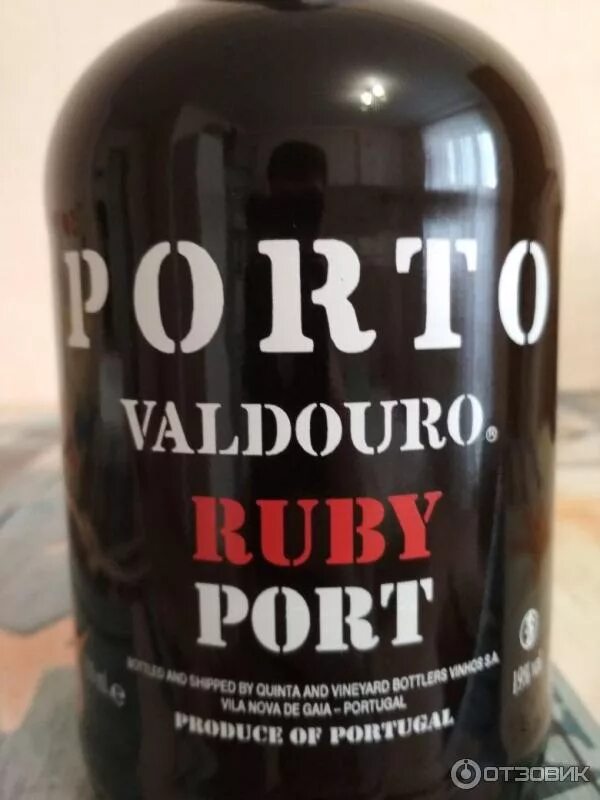 PORTO
VALDOURO®
RUBY
PORT
BOTTLED AND SHIPPED BY QUINTA AND VINEYARD BOTTLERS VINHOS S.A
VILA NOVA DE GAIA – PORTUGAL
PRODUCE OF PORTUGAL
19%
ОТЗОВИК